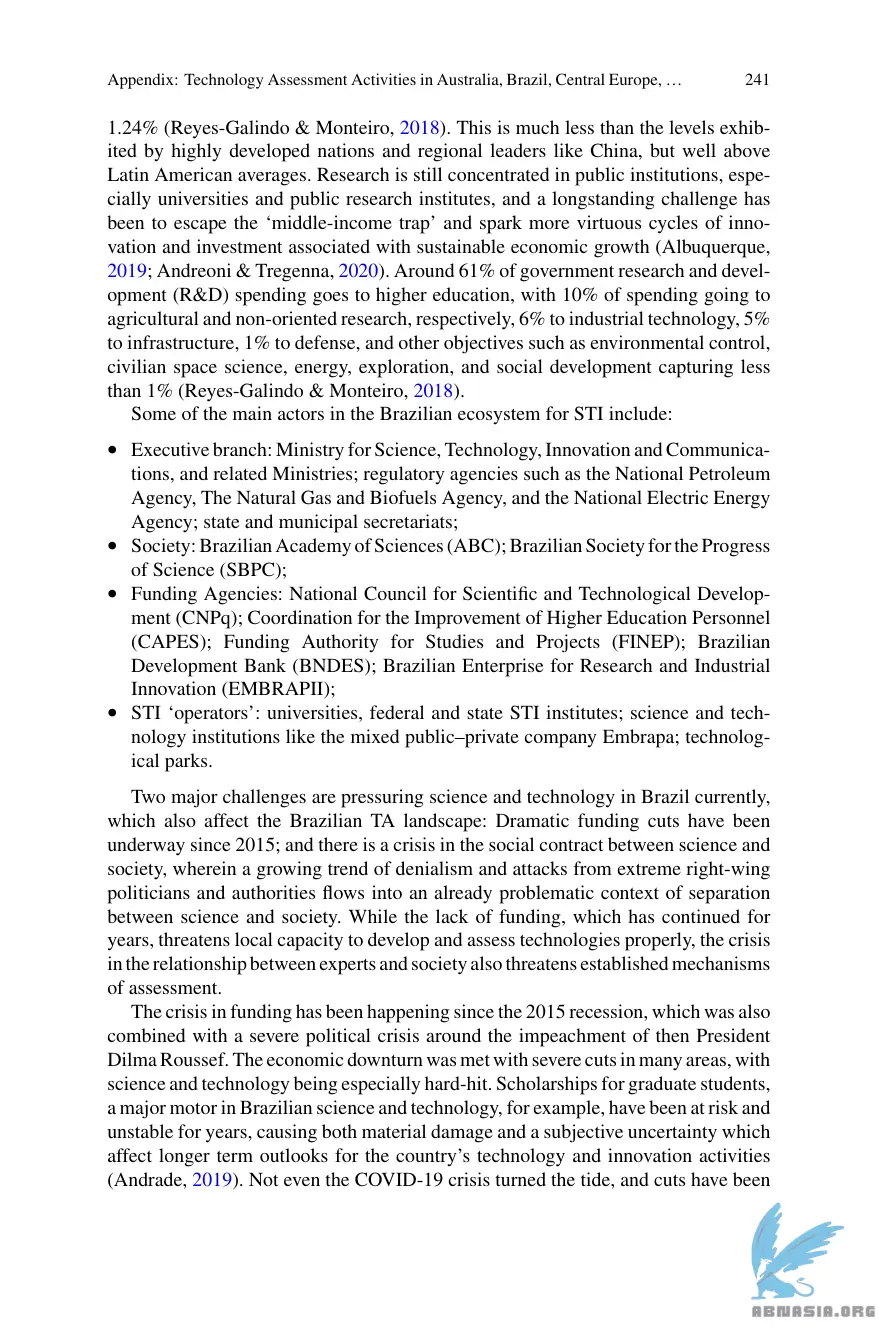 Appendix: Technology Assessment Activities in Australia, Brazil, Central Europe, … 241
1.24% (Reyes-Galindo & Monteiro, 2018). This is much less than the levels exhib-
ited by highly developed nations and regional leaders like China, but well above
Latin American averages. Research is still concentrated in public institutions, espe-
cially universities and public research institutes, and a longstanding challenge has
been to escape the ‘middle-income trap’ and spark more virtuous cycles of inno-
vation and investment associated with sustainable economic growth (Albuquerque,
2019; Andreoni & Tregenna, 2020). Around 61% of government research and devel-
opment (R&D) spending goes to higher education, with 10% of spending going to
agricultural and non-oriented research, respectively, 6% to industrial technology, 5%
to infrastructure, 1% to defense, and other objectives such as environmental control,
civilian space science, energy, exploration, and social development capturing less
than 1% (Reyes-Galindo & Monteiro, 2018).
Some of the main actors in the Brazilian ecosystem for STI include:
• Executive branch: Ministry for Science, Technology, Innovation and Communica-
tions, and related Ministries; regulatory agencies such as the National Petroleum
Agency, The Natural Gas and Biofuels Agency, and the National Electric Energy
Agency; state and municipal secretariats;
• Society: Brazilian Academy of Sciences (ABC); Brazilian Society for the Progress
of Science (SBPC);
• Funding Agencies: National Council for Scientific and Technological Develop-
ment (CNPq); Coordination for the Improvement of Higher Education Personnel
(CAPES); Funding Authority for Studies and Projects (FINEP); Brazilian
Development Bank (BNDES); Brazilian Enterprise for Research and Industrial
Innovation (EMBRAPII);
• STI ‘operators’: universities, federal and state STI institutes; science and tech-
nology institutions like the mixed public–private company Embrapa; technolog-
ical parks.
Two major challenges are pressuring science and technology in Brazil currently,
which also affect the Brazilian TA landscape: Dramatic funding cuts have been
underway since 2015; and there is a crisis in the social contract between science and
society, wherein a growing trend of denialism and attacks from extreme right-wing
politicians and authorities flows into an already problematic context of separation
between science and society. While the lack of funding, which has continued for
years, threatens local capacity to develop and assess technologies properly, the crisis
in the relationship between experts and society also threatens established mechanisms
of assessment.
The crisis in funding has been happening since the 2015 recession, which was also
combined with a severe political crisis around the impeachment of then President
Dilma Roussef. The economic downturn was met with severe cuts in many areas, with
science and technology being especially hard-hit. Scholarships for graduate students,
a major motor in Brazilian science and technology, for example, have been at risk and
unstable for years, causing both material damage and a subjective uncertainty which
affect longer term outlooks for the country’s technology and innovation activities
(Andrade, 2019). Not even the COVID-19 crisis turned the tide, and cuts have been
ABNASIA.ORG